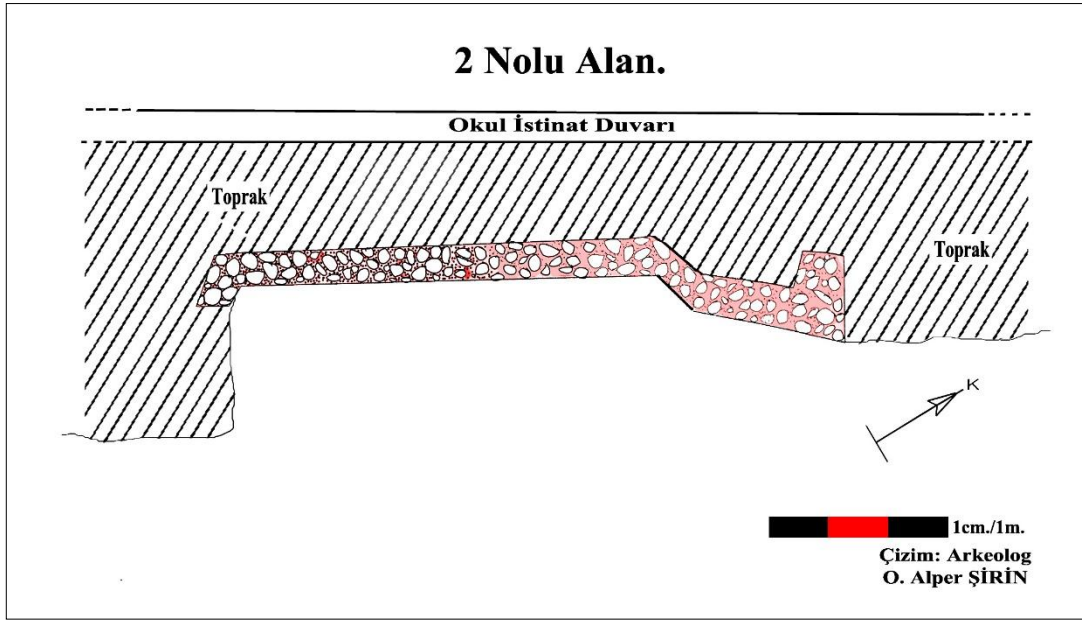 2 Nolu Alan.
Okul İstinat Duvarı
Toprak
Toprak
K
1cm./1m.
Çizim: Arkeolog
O. Alper ŞİRİN